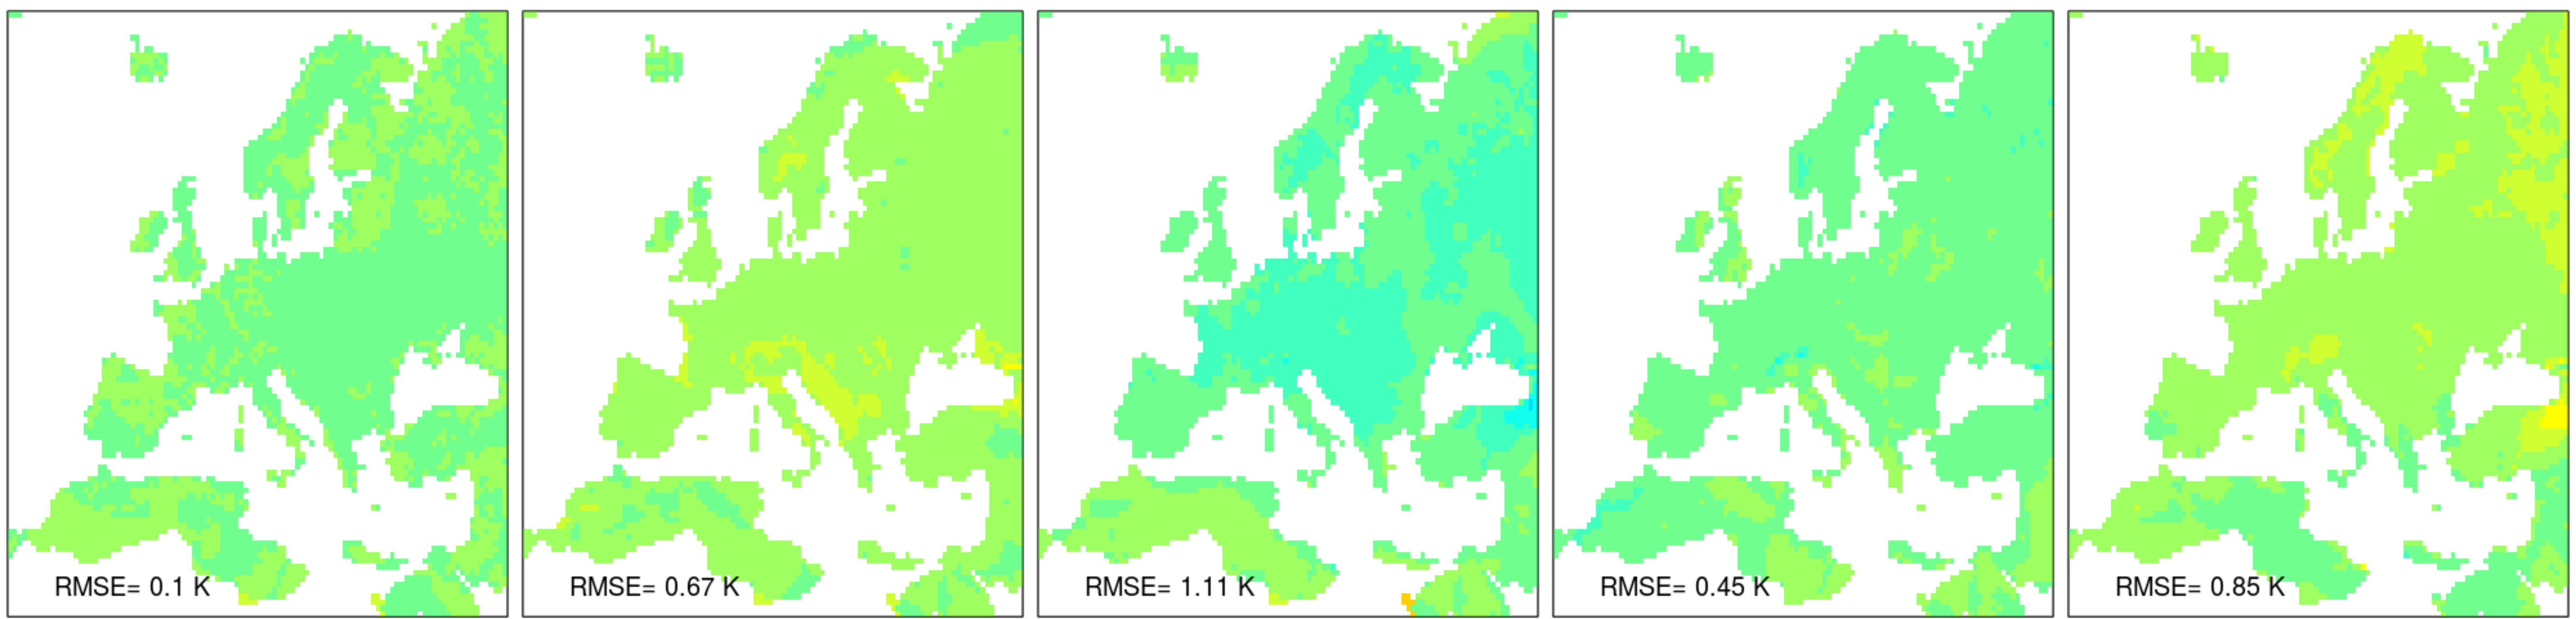 RMSE= 0.1 K
RMSE= 0.67 K
RMSE= 1.11 K
RMSE= 0.45 K
RMSE= 0.85 K